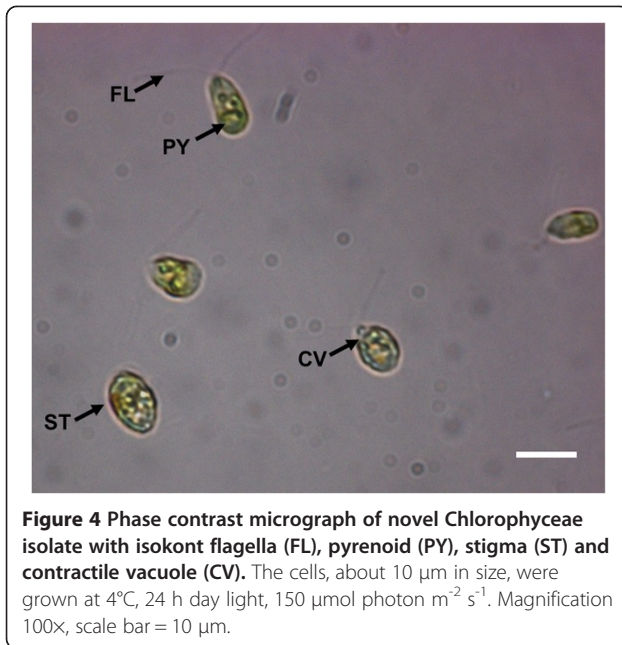 FL
PY
CV
ST
Figure 4 Phase contrast micrograph of novel Chlorophyceae
isolate with isokont flagella (FL), pyrenoid (PY), stigma (ST) and
contractile vacuole (CV). The cells, about 10 μm in size, were
grown at 4°C, 24 h day light, 150 μmol photon m⁻² s⁻¹. Magnification
100×, scale bar = 10 μm.